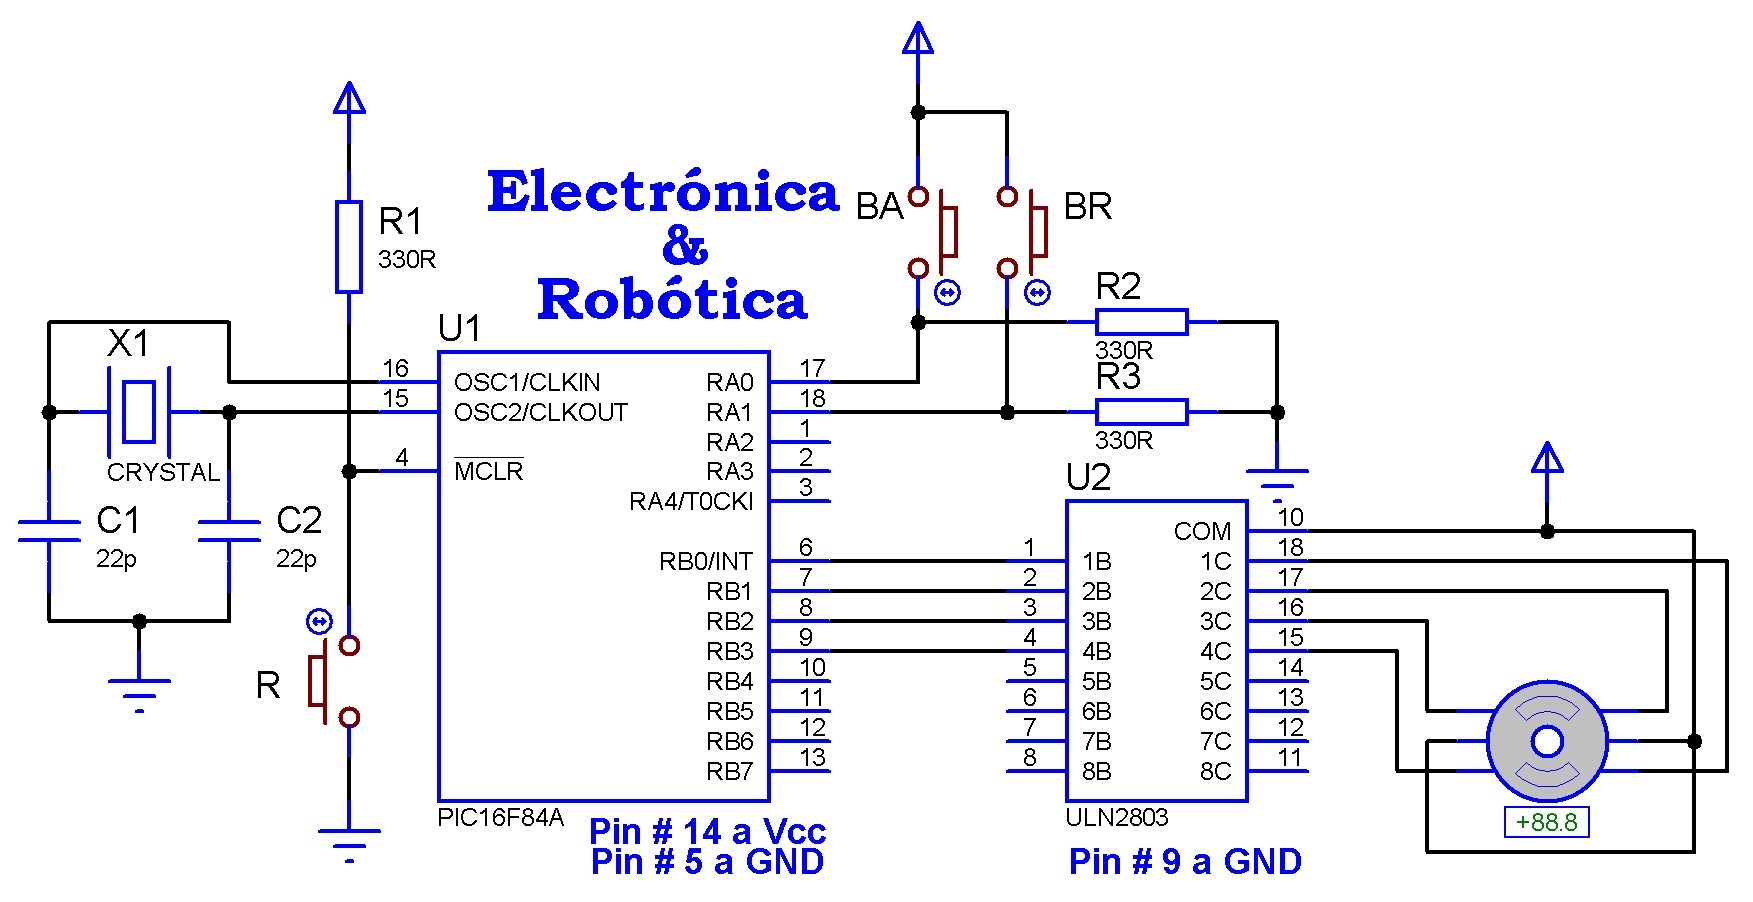 Electrónica
&
Robótica
R1
330R
X1
CRYSTAL
C1
22p
C2
22p
R
U1
16 OSC1/CLKIN
15 OSC2/CLKOUT
4 MCLR
RA0 17
RA1 18
RA2 1
RA3 2
RA4/T0CKI 3
RB0/INT 6
RB1 7
RB2 8
RB3 9
RB4 10
RB5 11
RB6 12
RB7 13
PIC16F84A
Pin # 14 a Vcc
Pin # 5 a GND
BA
BR
R2
330R
R3
330R
U2
COM 10
1 1B 1C 18
2 2B 2C 17
3 3B 3C 16
4 4B 4C 15
5 5B 5C 14
6 6B 6C 13
7 7B 7C 12
8 8B 8C 11
ULN2803
Pin # 9 a GND
+88.8